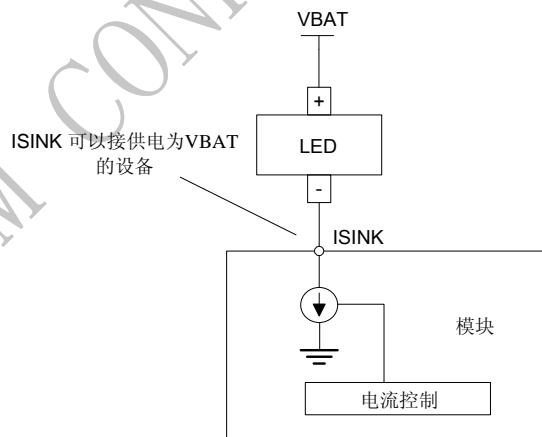 VBAT
+
LED
-
ISINK 可以接供电为VBAT
的设备
ISINK
模块
电流控制